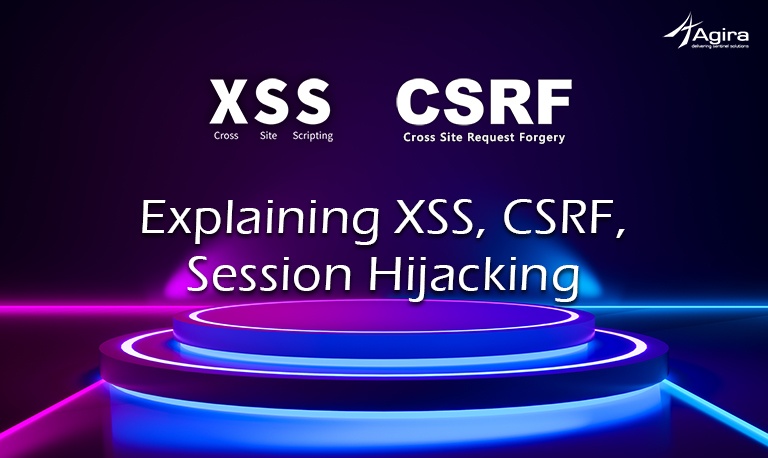 Agira
delivering sentinel solutions
XSS
Cross Site Scripting
CSRF
Cross Site Request Forgery
Explaining XSS, CSRF,
Session Hijacking